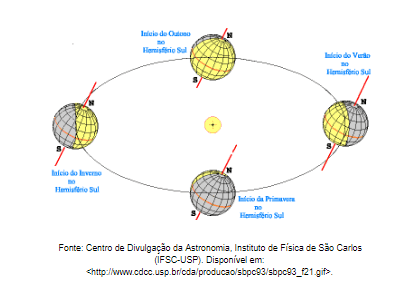 Início do Outono
no
Hemisfério Sul
N
S
Início do Verão
no
Hemisfério Sul
N
S
N
S
Início do Inverno
no
Hemisfério Sul
N
S
Início da Primavera
no
Hemisfério Sul
Fonte: Centro de Divulgação da Astronomia, Instituto de Física de São Carlos
(IFSC-USP). Disponível em:
<http://www.cdcc.usp.br/cda/producao/sbpc93/sbpc93_f21.gif>.